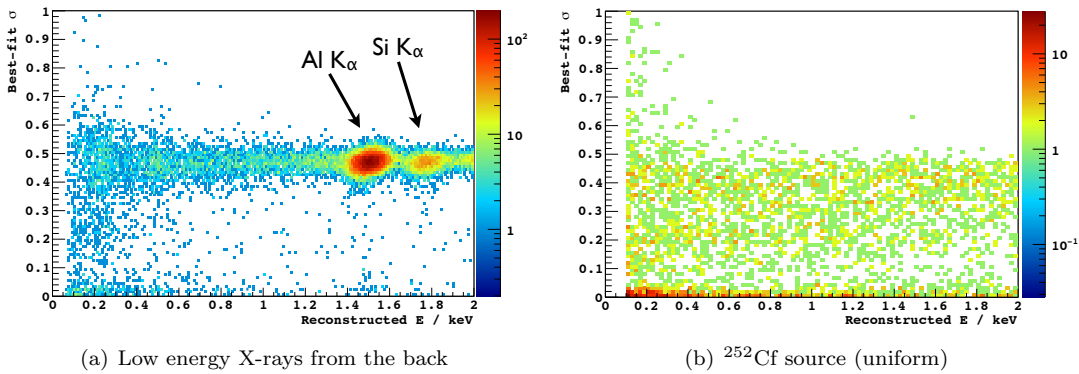 Best-fit σ
1
0.9
0.8
0.7
0.6
0.5
0.4
0.3
0.2
0.1
0
Al Kα
Si Kα
0 0.2 0.4 0.6 0.8 1 1.2 1.4 1.6 1.8 2
Reconstructed E / keV
10²
10
1
(a) Low energy X-rays from the back
Best-fit σ
1
0.9
0.8
0.7
0.6
0.5
0.4
0.3
0.2
0.1
0
0 0.2 0.4 0.6 0.8 1 1.2 1.4 1.6 1.8 2
Reconstructed E / keV
10
1
10⁻¹
(b) ²⁵²Cf source (uniform)